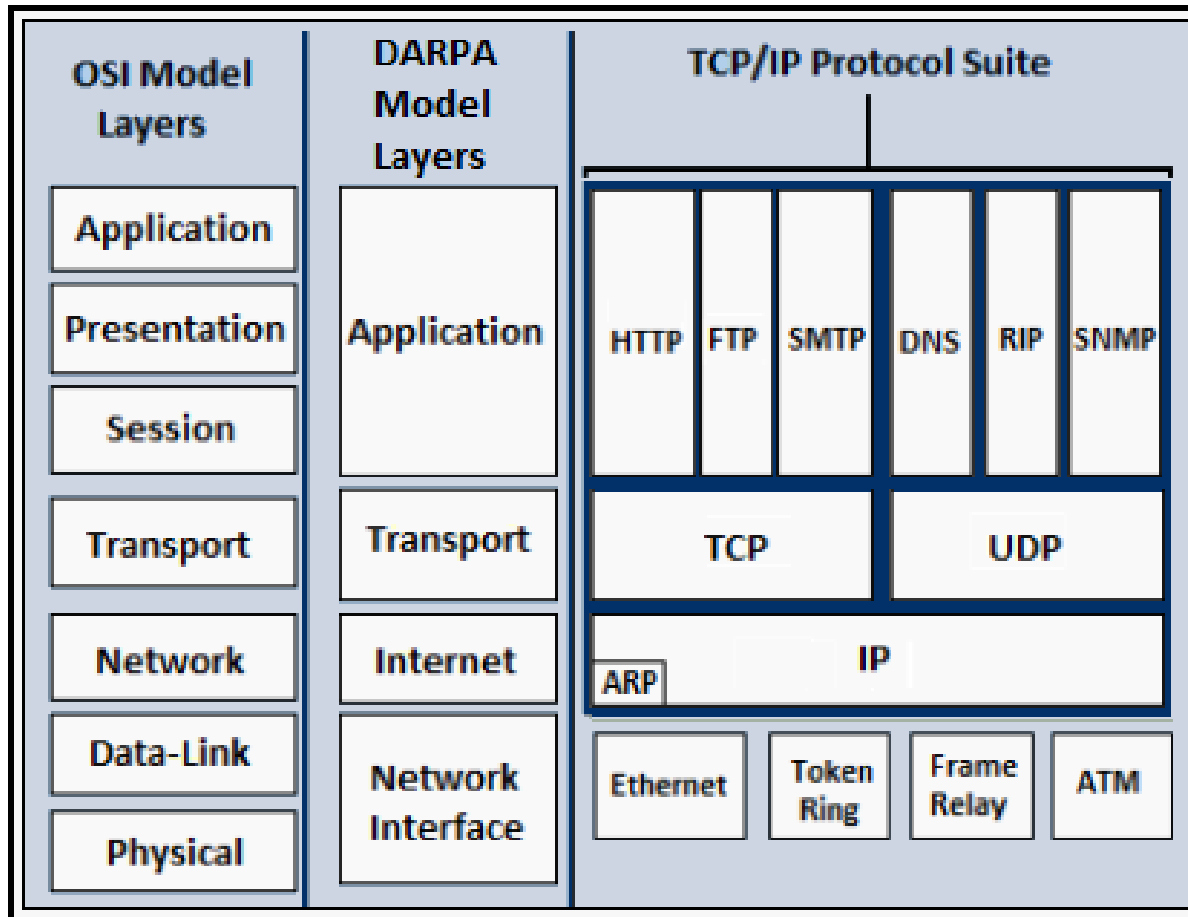 OSI Model
Layers
DARPA
Model
Layers
TCP/IP Protocol Suite
Application
Presentation
Session
Transport
Network
Data-Link
Physical
Application
Transport
Internet
Network
Interface
HTTP
FTP
SMTP
DNS
RIP
SNMP
TCP
UDP
IP
ARP
Ethernet
Token
Ring
Frame
Relay
ATM